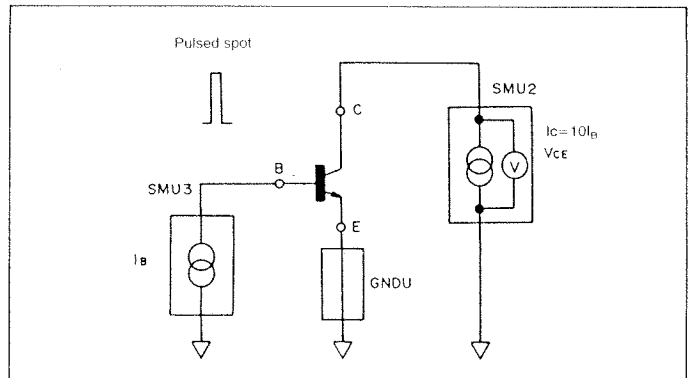 Pulsed spot
SMU2
C
Ic=10IB
VCE
V
B
SMU3
E
IB
GNDU